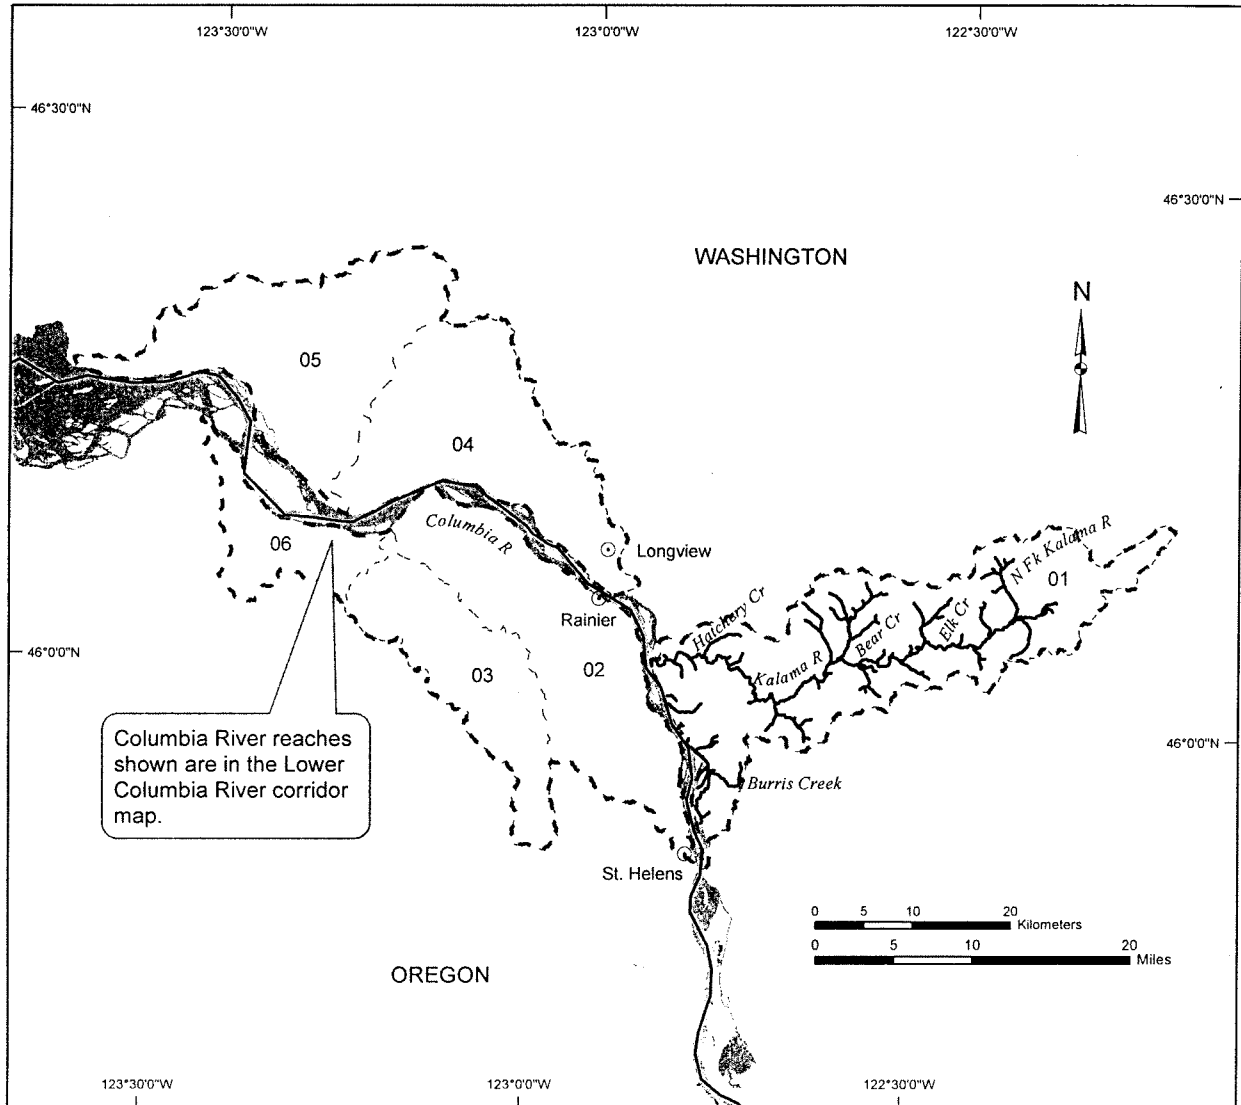 123°30'0"W
123°0'0"W
122°30'0"W
46°30'0"N
46°30'0"N
WASHINGTON
N
05
04
Columbia R
06
Longview
N Fk Kalama R
01
Hatchery Cr
Elk Cr
Bear Cr
Rainier
46°0'0"N
Kalama R
03
02
Columbia River reaches
shown are in the Lower
Columbia River corridor
map.
46°0'0"N
Burris Creek
St. Helens
0 5 10 20
Kilometers
0 5 10 20
Miles
OREGON
123°30'0"W
123°0'0"W
122°30'0"W